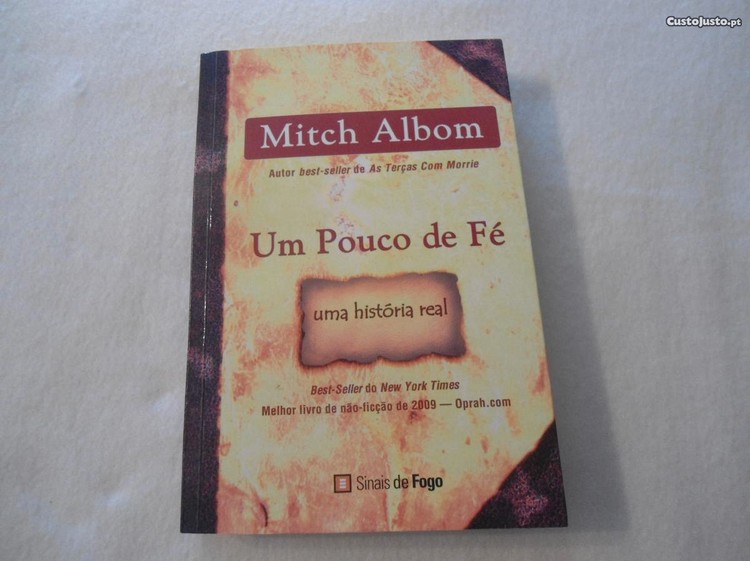 CustoJusto.pt
Mitch Albom
Autor best-seller de As Terças Com Morrie
Um Pouco de Fé
uma história real
Best-Seller do New York Times
Melhor livro de não-ficção de 2009 — Oprah.com
Sinais de Fogo